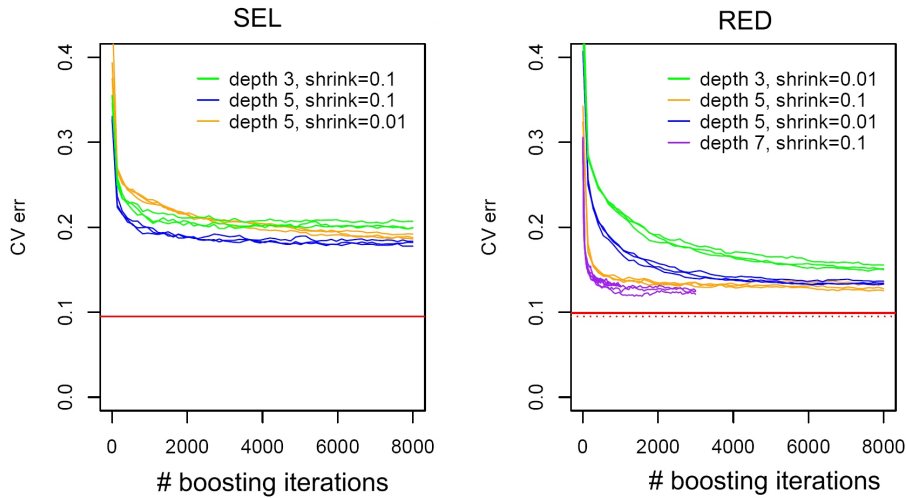 SEL
CV err
0.4
0.3
0.2
0.1
0.0
depth 3, shrink=0.1
depth 5, shrink=0.1
depth 5, shrink=0.01
0 2000 4000 6000 8000
# boosting iterations
RED
CV err
0.4
0.3
0.2
0.1
0.0
depth 3, shrink=0.01
depth 5, shrink=0.1
depth 5, shrink=0.01
depth 7, shrink=0.1
0 2000 4000 6000 8000
# boosting iterations